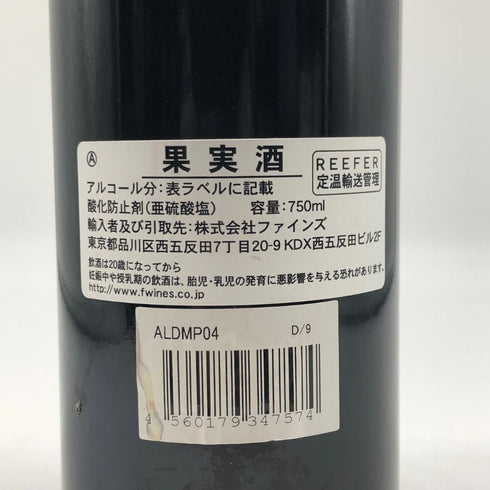 Ⓐ 果実酒 REEFER
定温輸送管理
アルコール分:表ラベルに記載
酸化防止剤(亜硫酸塩) 容量:750ml
輸入者及び引取先:株式会社ファインズ
東京都品川区西五反田7丁目20-9 KDX西五反田ビル2F
飲酒は20歳になってから
妊娠中や授乳期の飲酒は、胎児・乳児の発育に悪影響を与える恐れがあります。
http://www.fwines.co.jp
ALDMP04 D/9
4 560179 347574